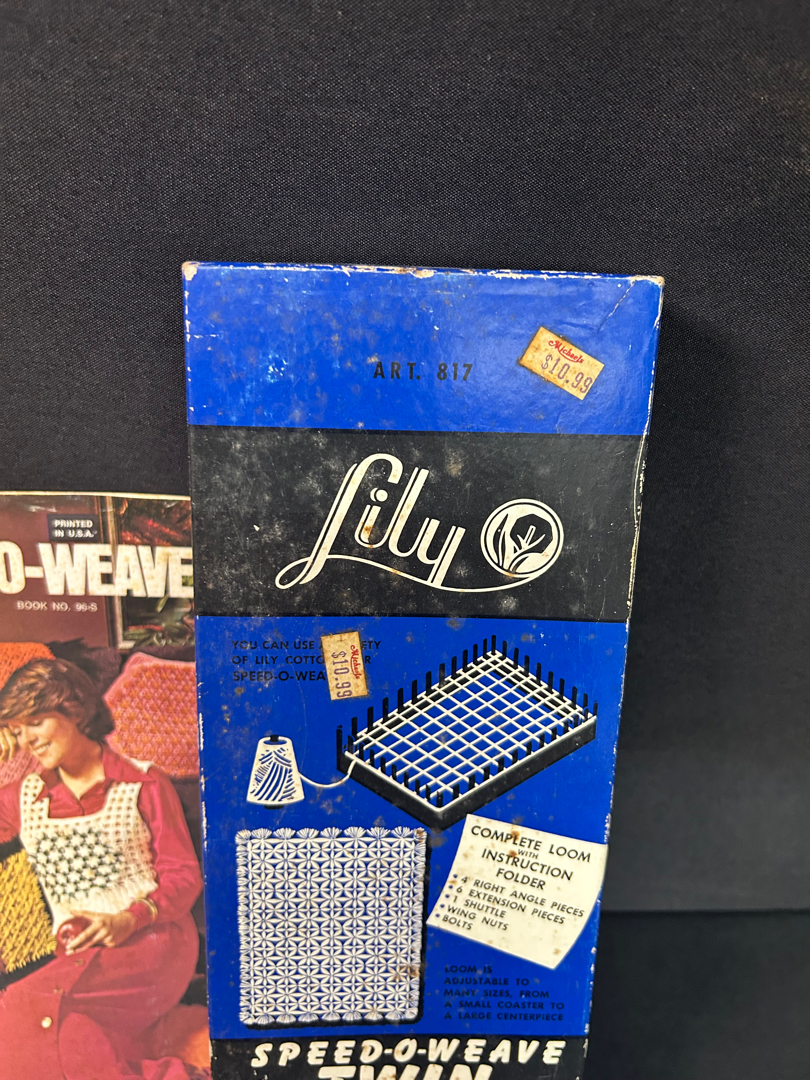 PRINTED
IN U.S.A.
O-WEAVE
BOOK NO. 96-S
ART. 817
Michaels
$10.99
Lily
YOU CAN USE A
OF LILY
SPEED-O-WEA
Michaels
$10.99
COMPLETE LOOM
WITH
INSTRUCTION
FOLDER
• 4 RIGHT ANGLE PIECES
• 6 EXTENSION PIECES
• 1 SHUTTLE
• WING NUTS
• BOLTS
LOOM IS
ADJUSTABLE TO
MANY SIZES, FROM
A SMALL COASTER TO
A LARGE CENTERPIECE
SPEED-O-WEAVE
TWIN